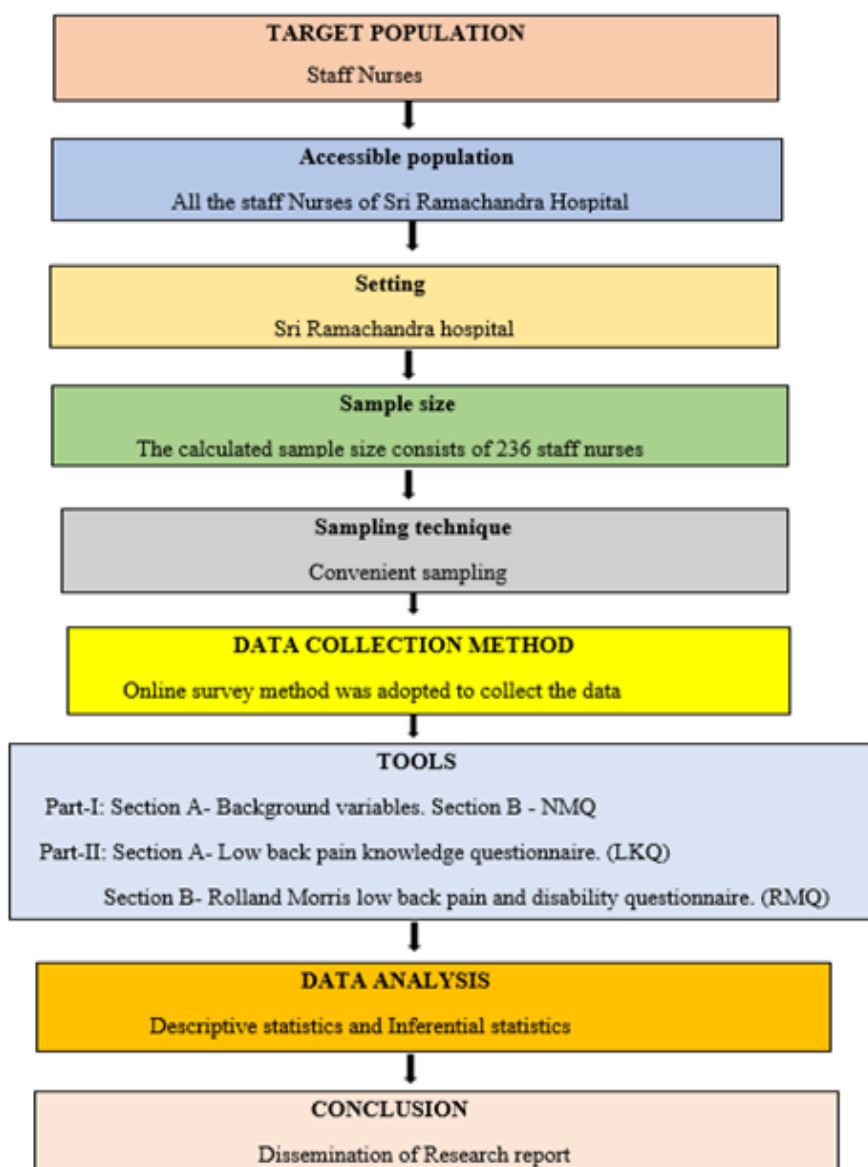 TARGET POPULATION
Staff Nurses
Accessible population
All the staff Nurses of Sri Ramachandra Hospital
Setting
Sri Ramachandra hospital
Sample size
The calculated sample size consists of 236 staff nurses
Sampling technique
Convenient sampling
DATA COLLECTION METHOD
Online survey method was adopted to collect the data
TOOLS
Part-I: Section A- Background variables. Section B - NMQ
Part-II: Section A- Low back pain knowledge questionnaire. (LKQ)
Section B- Rolland Morris low back pain and disability questionnaire. (RMQ)
DATA ANALYSIS
Descriptive statistics and Inferential statistics
CONCLUSION
Dissemination of Research report